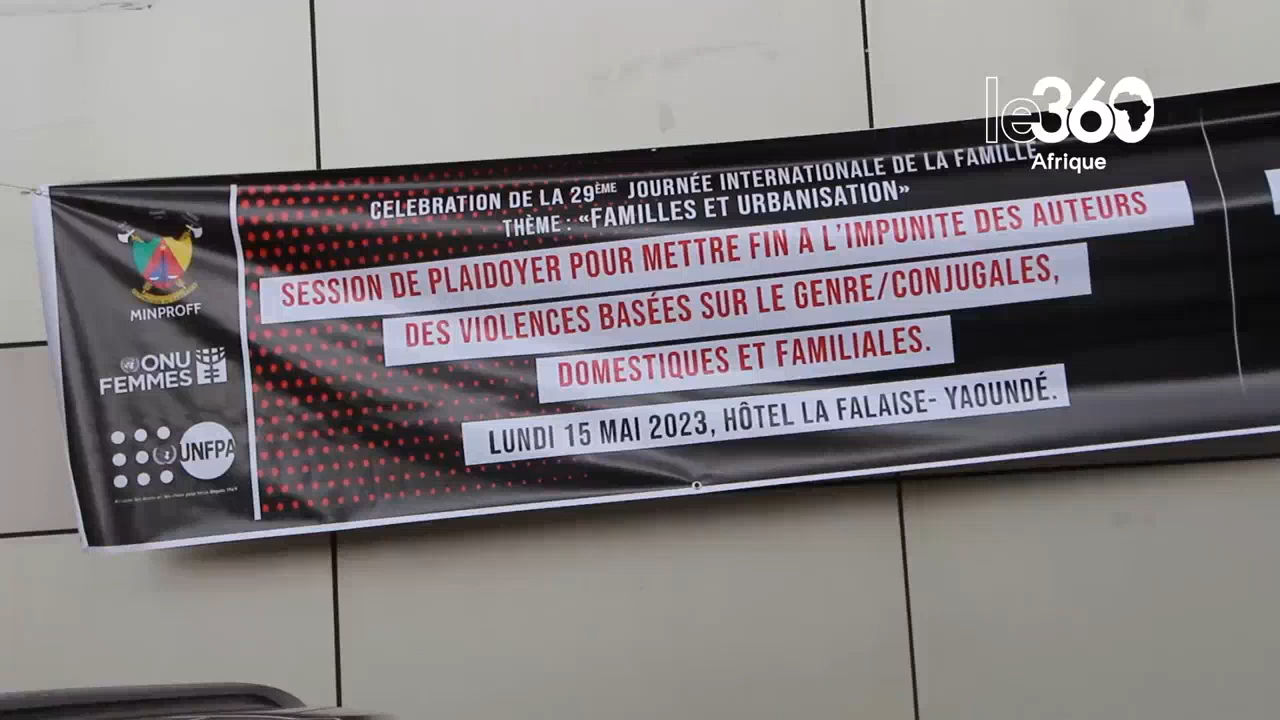 le360
Afrique
CELEBRATION DE LA 29ÈME JOURNÉE INTERNATIONALE DE LA FAMILLE
THÈME : «FAMILLES ET URBANISATION»
SESSION DE PLAIDOYER POUR METTRE FIN A L'IMPUNITE DES AUTEURS
DES VIOLENCES BASÉES SUR LE GENRE/CONJUGALES,
DOMESTIQUES ET FAMILIALES.
LUNDI 15 MAI 2023, HÔTEL LA FALAISE- YAOUNDÉ.
MINPROFF
ONU
FEMMES
UNFPA